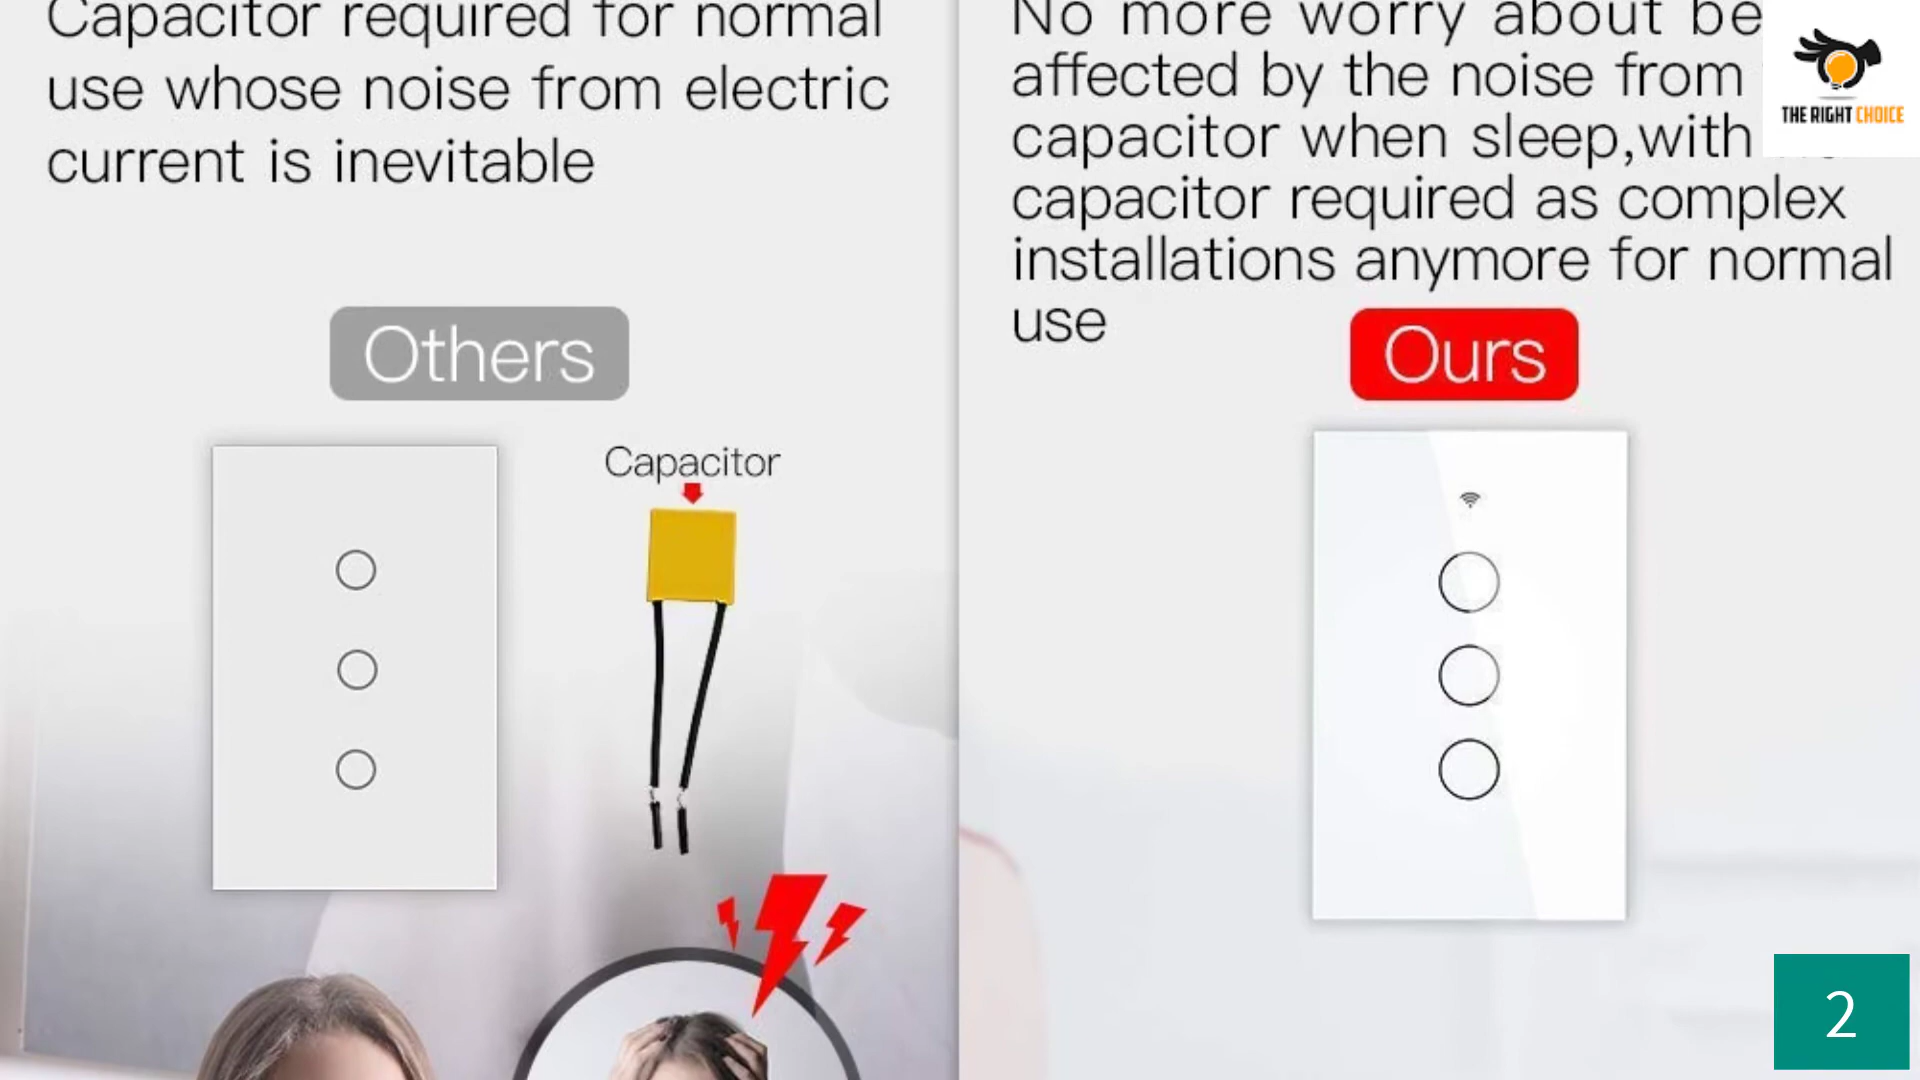 Capacitor required for normal
use whose noise from electric
current is inevitable
Others
Capacitor
No more worry about be
affected by the noise from
capacitor when sleep,with
capacitor required as complex
installations anymore for normal
use
Ours
THE RIGHT CHOICE
2